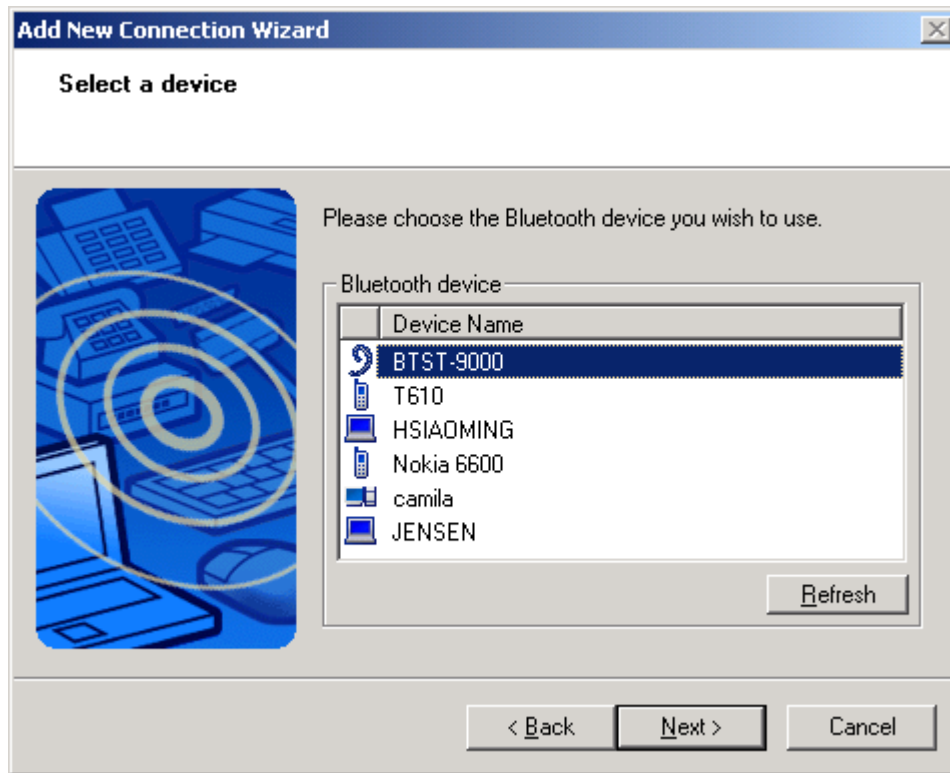 Add New Connection Wizard
Select a device
Please choose the Bluetooth device you wish to use.
Bluetooth device
Device Name
BTST-9000
T610
HSIAOMING
Nokia 6600
camila
JENSEN
Refresh
< Back Next > Cancel